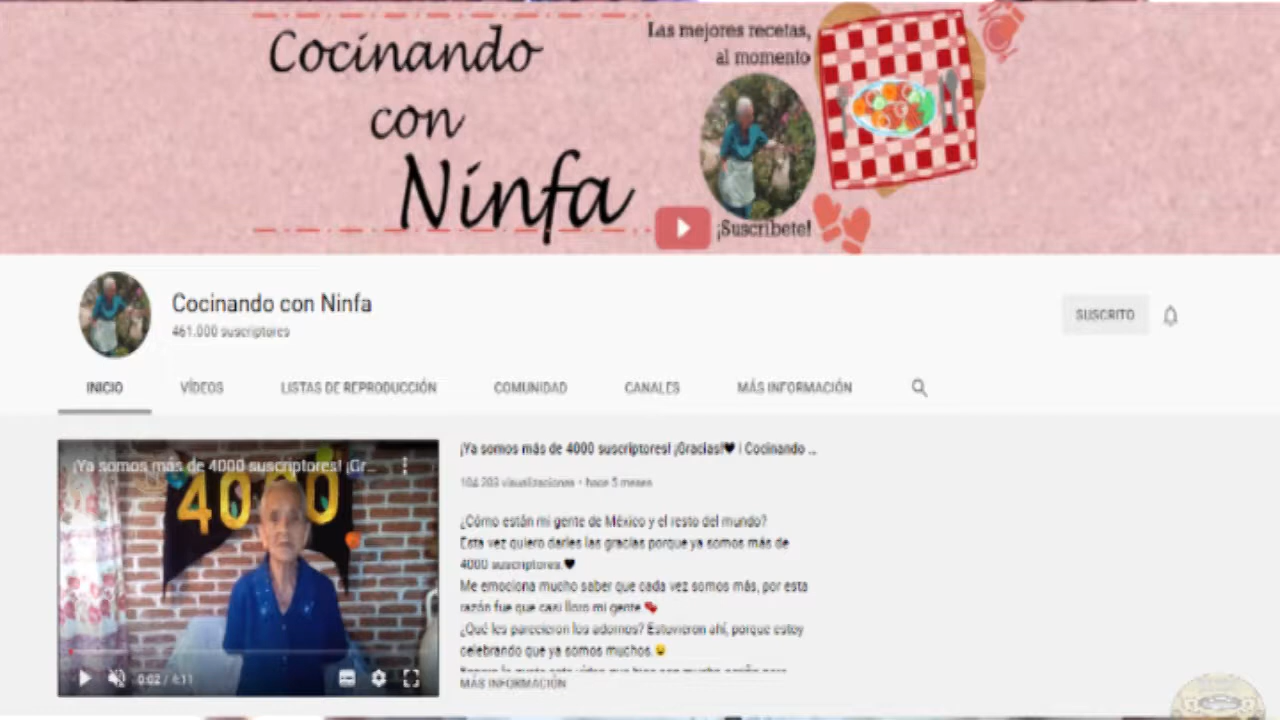 Cocinando
con
Ninfa
Las mejores recetas,
al momento
¡Suscribete!
Cocinando con Ninfa
461.000 suscriptores
SUSCRITO
INICIO VÍDEOS LISTAS DE REPRODUCCIÓN COMUNIDAD CANALES MÁS INFORMACIÓN
¡Ya somos más de 4000 suscriptores! ¡Gr...
4000
0:02 / 4:11
¡Ya somos más de 4000 suscriptores! ¡Gracias!♥ | Cocinando ...
visualizaciones • hace 5 meses
¿Cómo están mi gente de México y el resto del mundo?
Esta vez quiero darles las gracias porque ya somos más de
4000 suscriptores.♥
Me emociona mucho saber que cada vez somos más, por esta
razón fue que casi lloro mi gente
¿Qué les parecieron los adornos? Estuvieron ahí, porque estoy
celebrando que ya somos muchos.
MÁS INFORMACIÓN